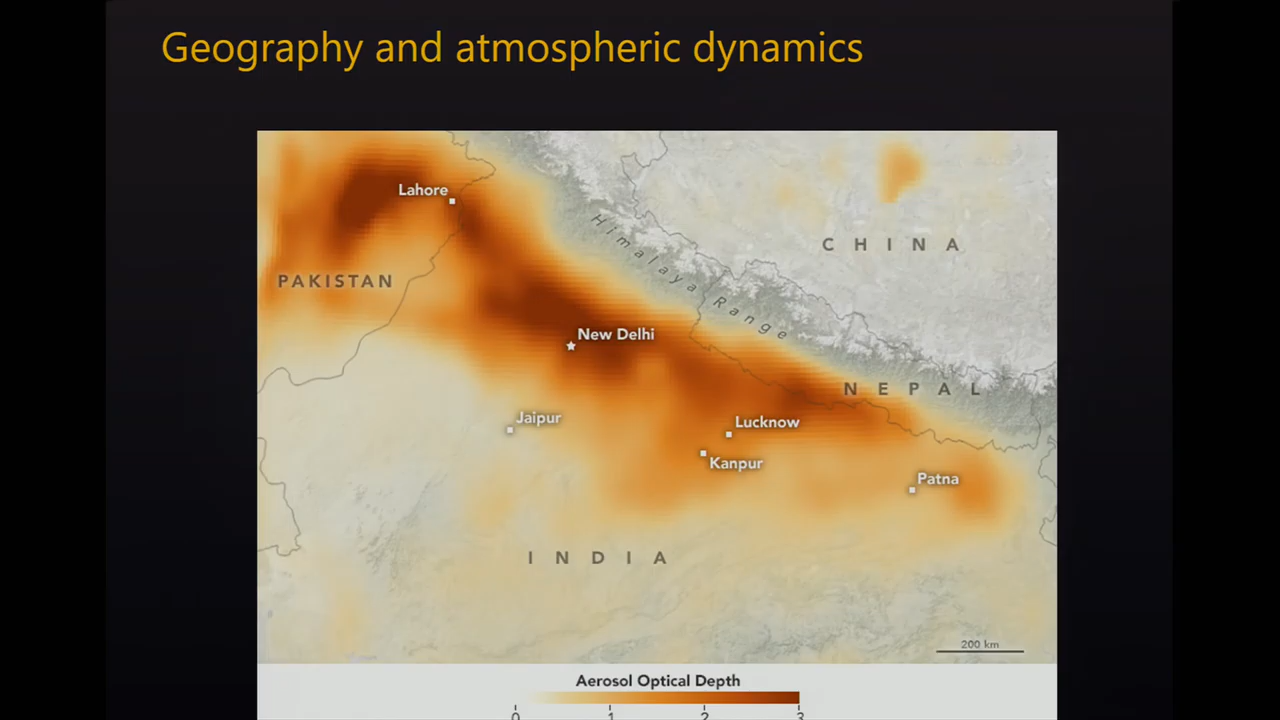 Geography and atmospheric dynamics
Lahore
CHINA
Himalaya Range
PAKISTAN
New Delhi
NEPAL
Jaipur
Lucknow
Kanpur
Patna
INDIA
200 km
Aerosol Optical Depth
0 1 2 3